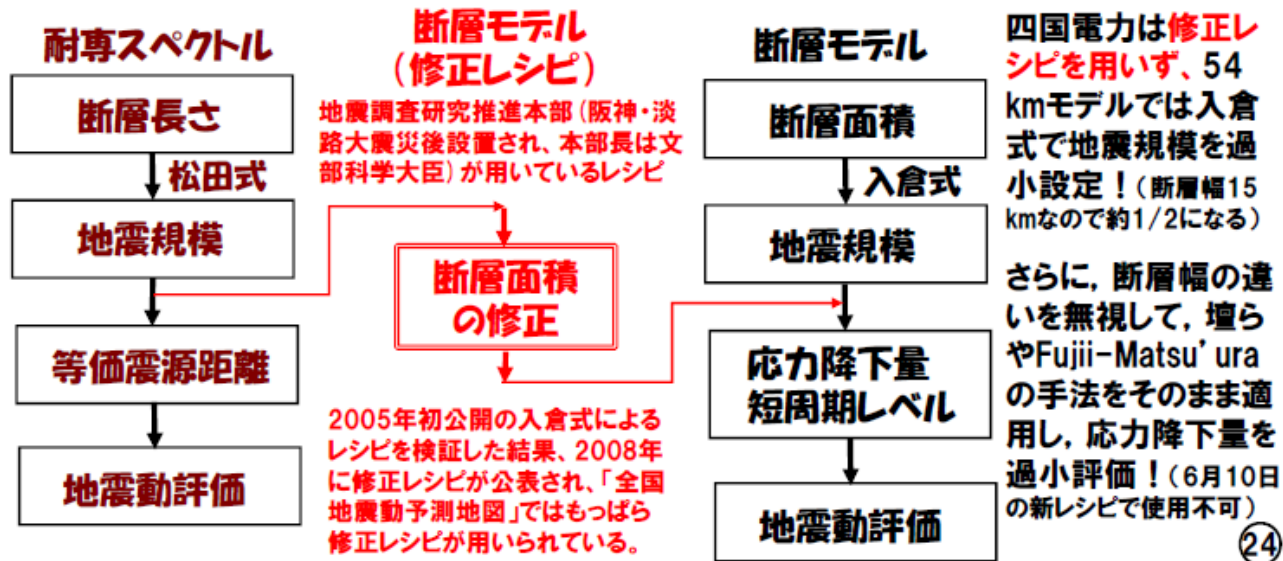 耐専スペクトル
断層長さ
松田式
地震規模
等価震源距離
地震動評価
断層モデル
(修正レシピ)
地震調査研究推進本部(阪神・淡
路大震災後設置され、本部長は文
部科学大臣)が用いているレシピ
断層面積
の修正
2005年初公開の入倉式による
レシピを検証した結果、2008年
に修正レシピが公表され、「全国
地震動予測地図」ではもっぱら
修正レシピが用いられている。
断層モデル
断層面積
入倉式
地震規模
応力降下量
短周期レベル
地震動評価
四国電力は修正レ
シピを用いず、54
kmモデルでは入倉
式で地震規模を過
小設定!(断層幅15
kmなので約1/2になる)
さらに,断層幅の違
いを無視して,壇ら
やFujii-Matsu'ura
の手法をそのまま適
用し,応力降下量を
過小評価!(6月10日
の新レシピで使用不可)
24